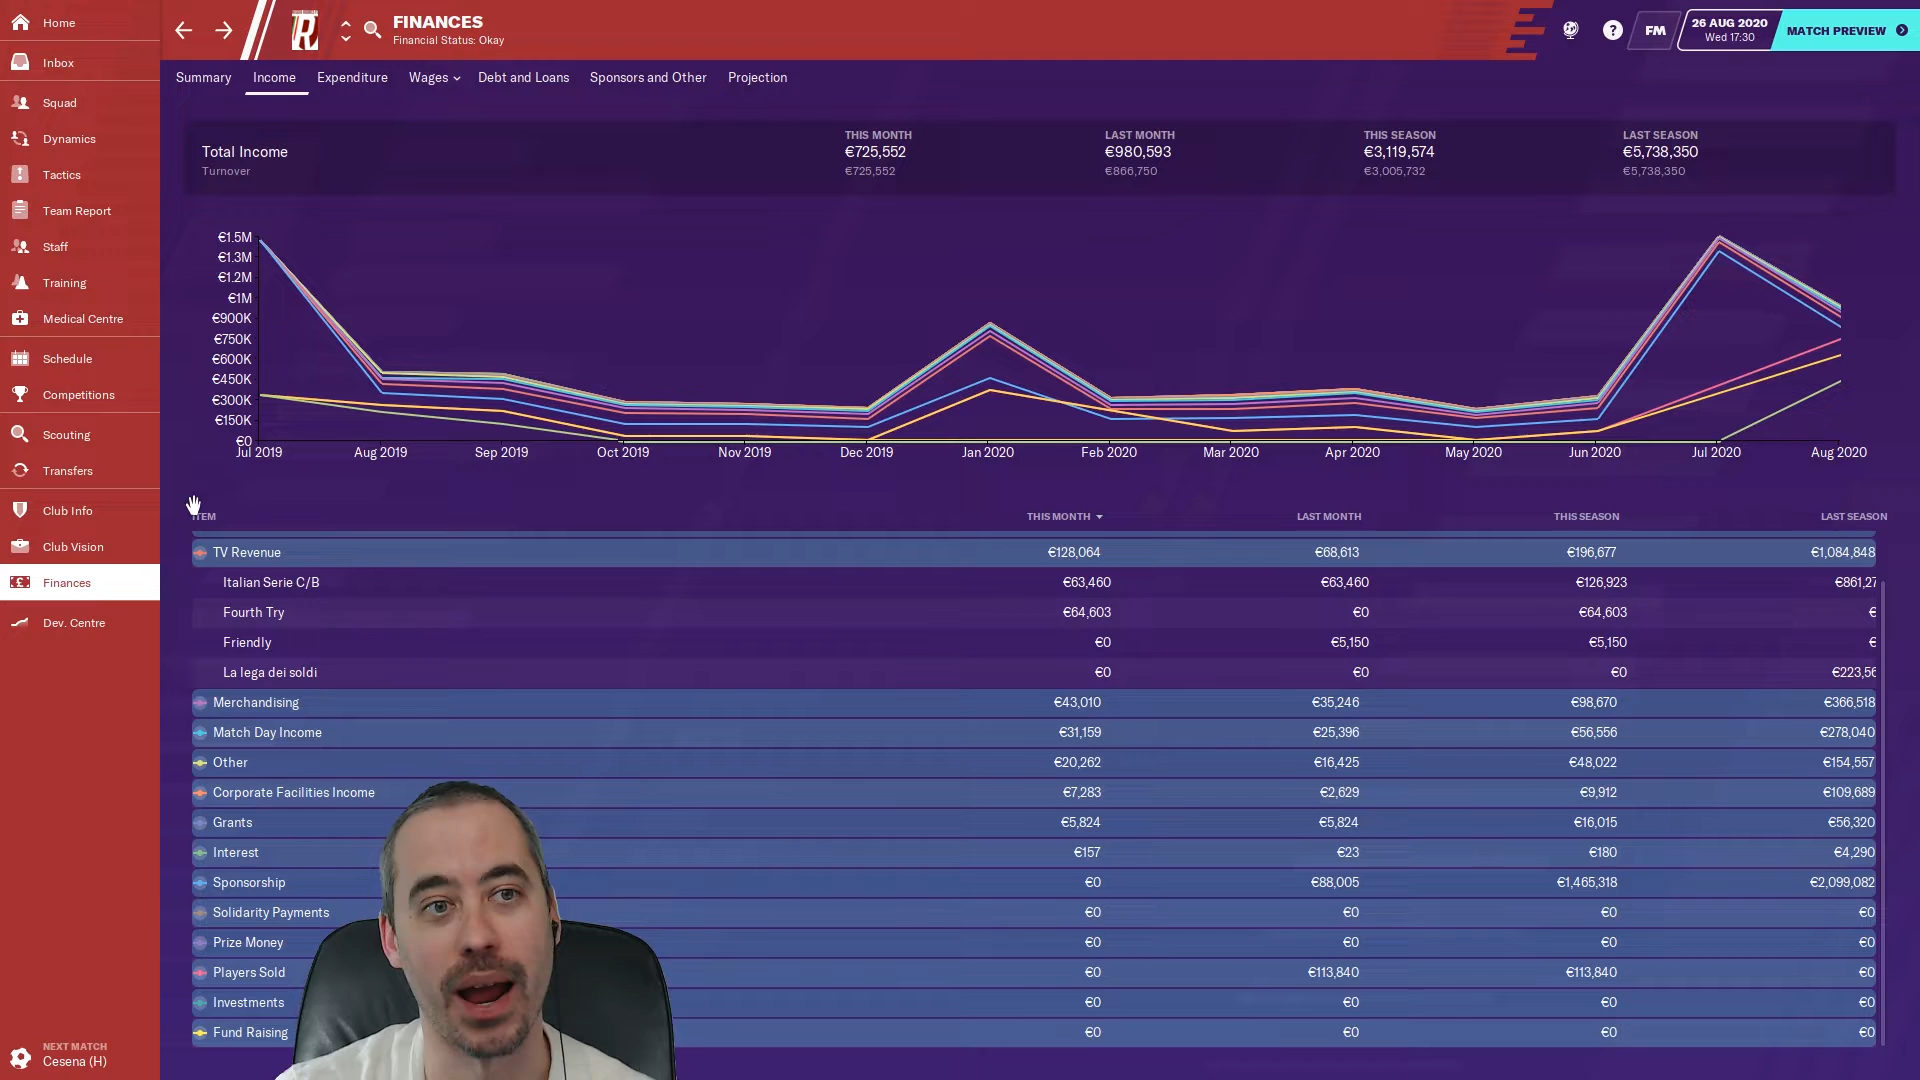 Home
Inbox
Squad
Dynamics
Tactics
Team Report
Staff
Training
Medical Centre
Schedule
Competitions
Scouting
Transfers
Club Info
Club Vision
Finances
Dev. Centre
NEXT MATCH
Cesena (H)
R
FINANCES
Financial Status: Okay
?
FM
26 AUG 2020
Wed 17:30
MATCH PREVIEW
Summary Income Expenditure Wages Debt and Loans Sponsors and Other Projection
THIS MONTH LAST MONTH THIS SEASON LAST SEASON
Total Income €725,552 €980,593 €3,119,574 €5,738,350
Turnover €725,552 €866,750 €3,005,732 €5,738,350
€1.5M
€1.3M
€1.2M
€1M
€900K
€750K
€600K
€450K
€300K
€150K
€0
Jul 2019 Aug 2019 Sep 2019 Oct 2019 Nov 2019 Dec 2019 Jan 2020 Feb 2020 Mar 2020 Apr 2020 May 2020 Jun 2020 Jul 2020 Aug 2020
ITEM THIS MONTH LAST MONTH THIS SEASON LAST SEASON
TV Revenue €128,064 €68,613 €196,677 €1,084,848
Italian Serie C/B €63,460 €63,460 €126,923 €861,27
Fourth Try €64,603 €0 €64,603 €
Friendly €0 €5,150 €5,150 €
La lega dei soldi €0 €0 €0 €223,56
Merchandising €43,010 €35,246 €98,670 €366,518
Match Day Income €31,159 €25,396 €56,556 €278,040
Other €20,262 €16,425 €48,022 €154,557
Corporate Facilities Income €7,283 €2,629 €9,912 €109,689
Grants €5,824 €5,824 €16,015 €56,320
Interest €157 €23 €180 €4,290
Sponsorship €0 €88,005 €1,465,318 €2,099,082
Solidarity Payments €0 €0 €0 €0
Prize Money €0 €0 €0 €0
Players Sold €0 €113,840 €113,840 €0
Investments €0 €0 €0 €0
Fund Raising €0 €0 €0 €0